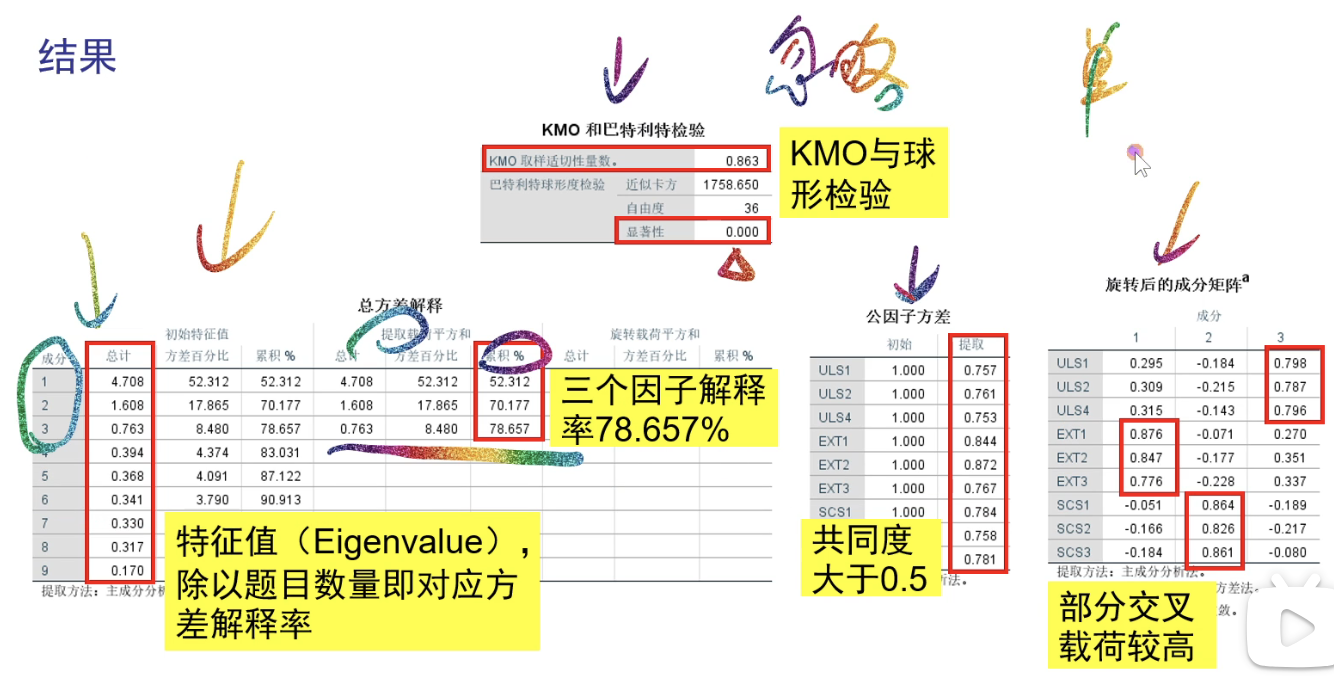 结果
忽略
单
KMO 和巴特利特检验
KMO 取样适切性量数。 0.863
巴特利特球形度检验 近似卡方 1758.650
自由度 36
显著性 0.000
KMO与球
形检验
总方差解释
初始特征值 提取载荷平方和 旋转载荷平方和
成分 总计 方差百分比 累积 % 总计 方差百分比 累积 % 总计 方差百分比 累积 %
1 4.708 52.312 52.312 4.708 52.312 52.312
2 1.608 17.865 70.177 1.608 17.865 70.177
3 0.763 8.480 78.657 0.763 8.480 78.657
4 0.394 4.374 83.031
5 0.368 4.091 87.122
6 0.341 3.790 90.913
7 0.330
8 0.317
9 0.170
提取方法：主成分分析
三个因子解释
率78.657%
特征值（Eigenvalue），
除以题目数量即对应方
差解释率
公因子方差
初始 提取
ULS1 1.000 0.757
ULS2 1.000 0.761
ULS4 1.000 0.753
EXT1 1.000 0.844
EXT2 1.000 0.872
EXT3 1.000 0.767
SCS1 1.000 0.784
0.758
0.781
析法。
共同度
大于0.5
旋转后的成分矩阵a
成分
1 2 3
ULS1 0.295 -0.184 0.798
ULS2 0.309 -0.215 0.787
ULS4 0.315 -0.143 0.796
EXT1 0.876 -0.071 0.270
EXT2 0.847 -0.177 0.351
EXT3 0.776 -0.228 0.337
SCS1 -0.051 0.864 -0.189
SCS2 -0.166 0.826 -0.217
SCS3 -0.184 0.861 -0.080
提取方法：主成分分析法。
方差法。
敛。
部分交叉
载荷较高